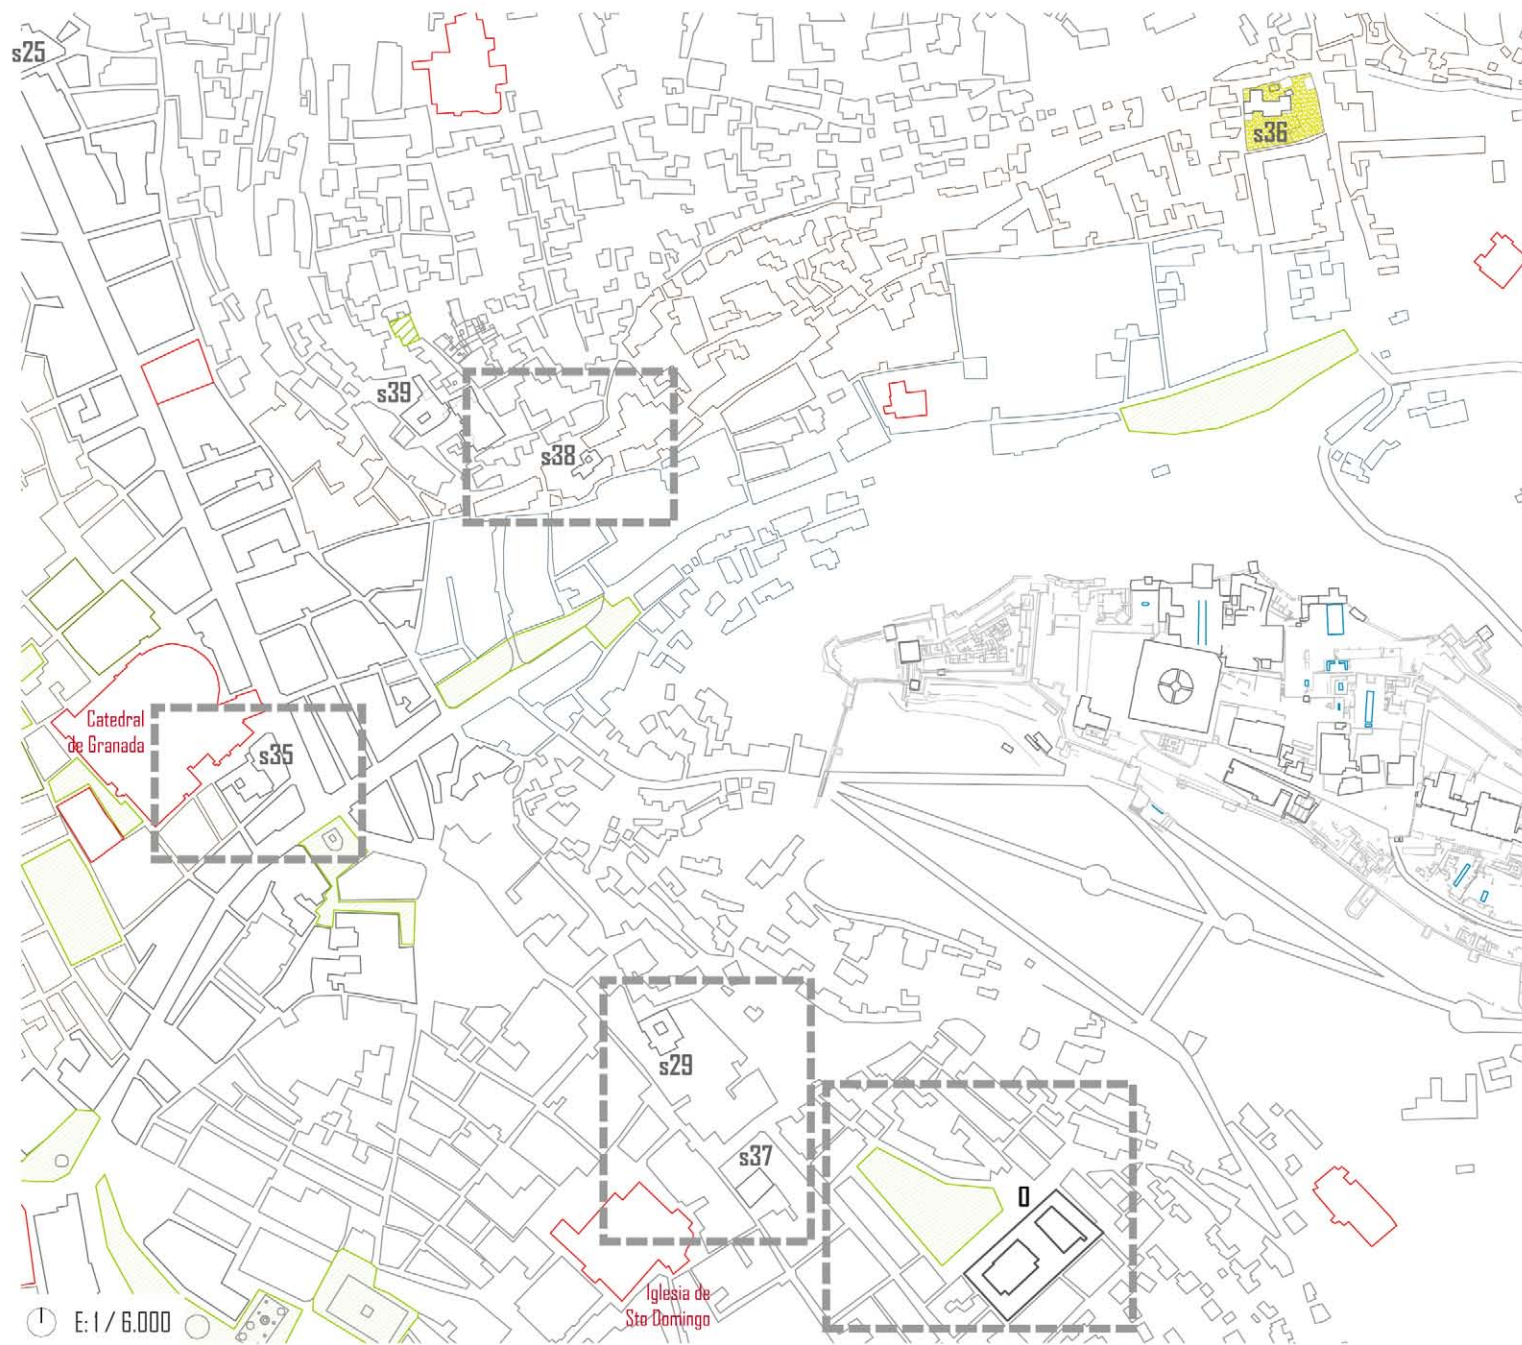 s25
s36
s39
s38
Catedral
de Granada
s35
s29
s37
0
Iglesia de
Sto Domingo
E: 1 / 6.000